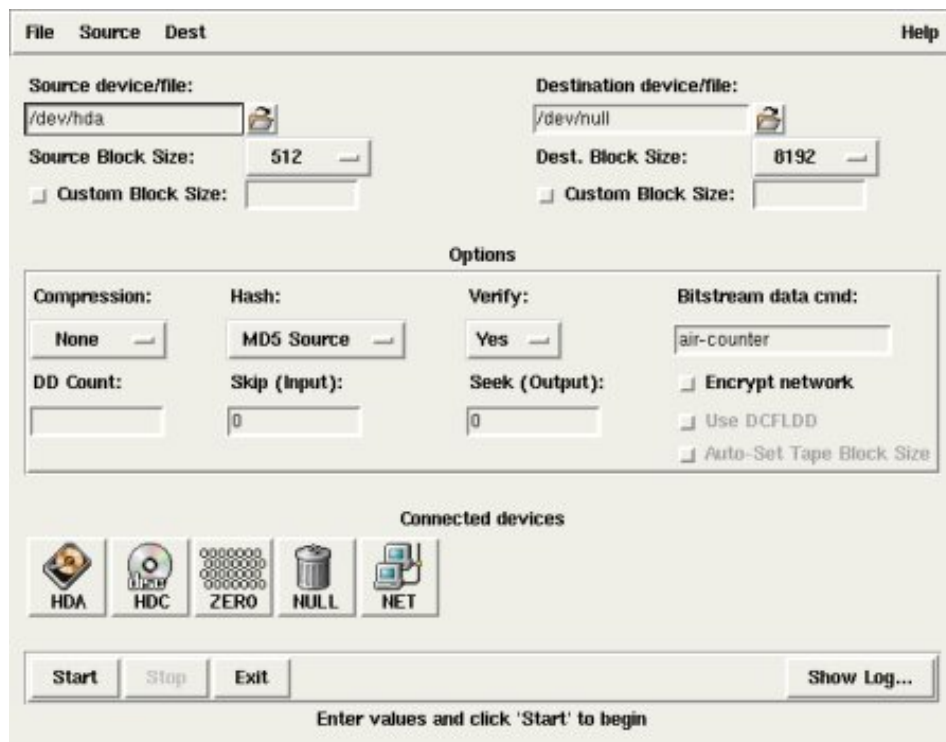 File Source Dest Help
Source device/file: Destination device/file:
/dev/hda /dev/null
Source Block Size: 512 Dest. Block Size: 8192
Custom Block Size: Custom Block Size:
Options
Compression: Hash: Verify: Bitstream data cmd:
None MD5 Source Yes air-counter
DD Count: Skip (Input): Seek (Output): Encrypt network
0 0 Use DCFLDD
Auto-Set Tape Block Size
Connected devices
HDA HDC ZERO NULL NET
Start Stop Exit Show Log...
Enter values and click 'Start' to begin